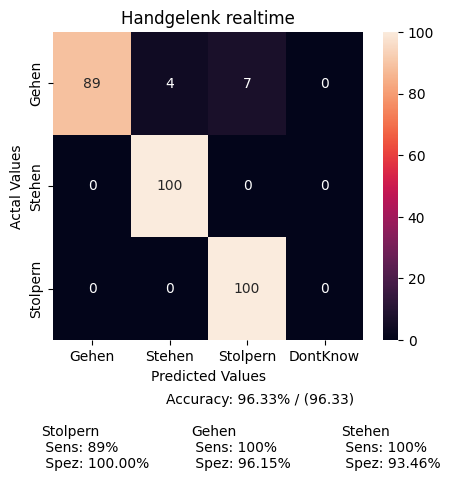 Handgelenk realtime
100
Gehen 89 4 7 0
80
60
Actal Values
Stehen 0 100 0 0
40
20
Stolpern 0 0 100 0
0
Gehen Stehen Stolpern DontKnow
Predicted Values
Accuracy: 96.33% / (96.33)
Stolpern Gehen Stehen
Sens: 89% Sens: 100% Sens: 100%
Spez: 100.00% Spez: 96.15% Spez: 93.46%